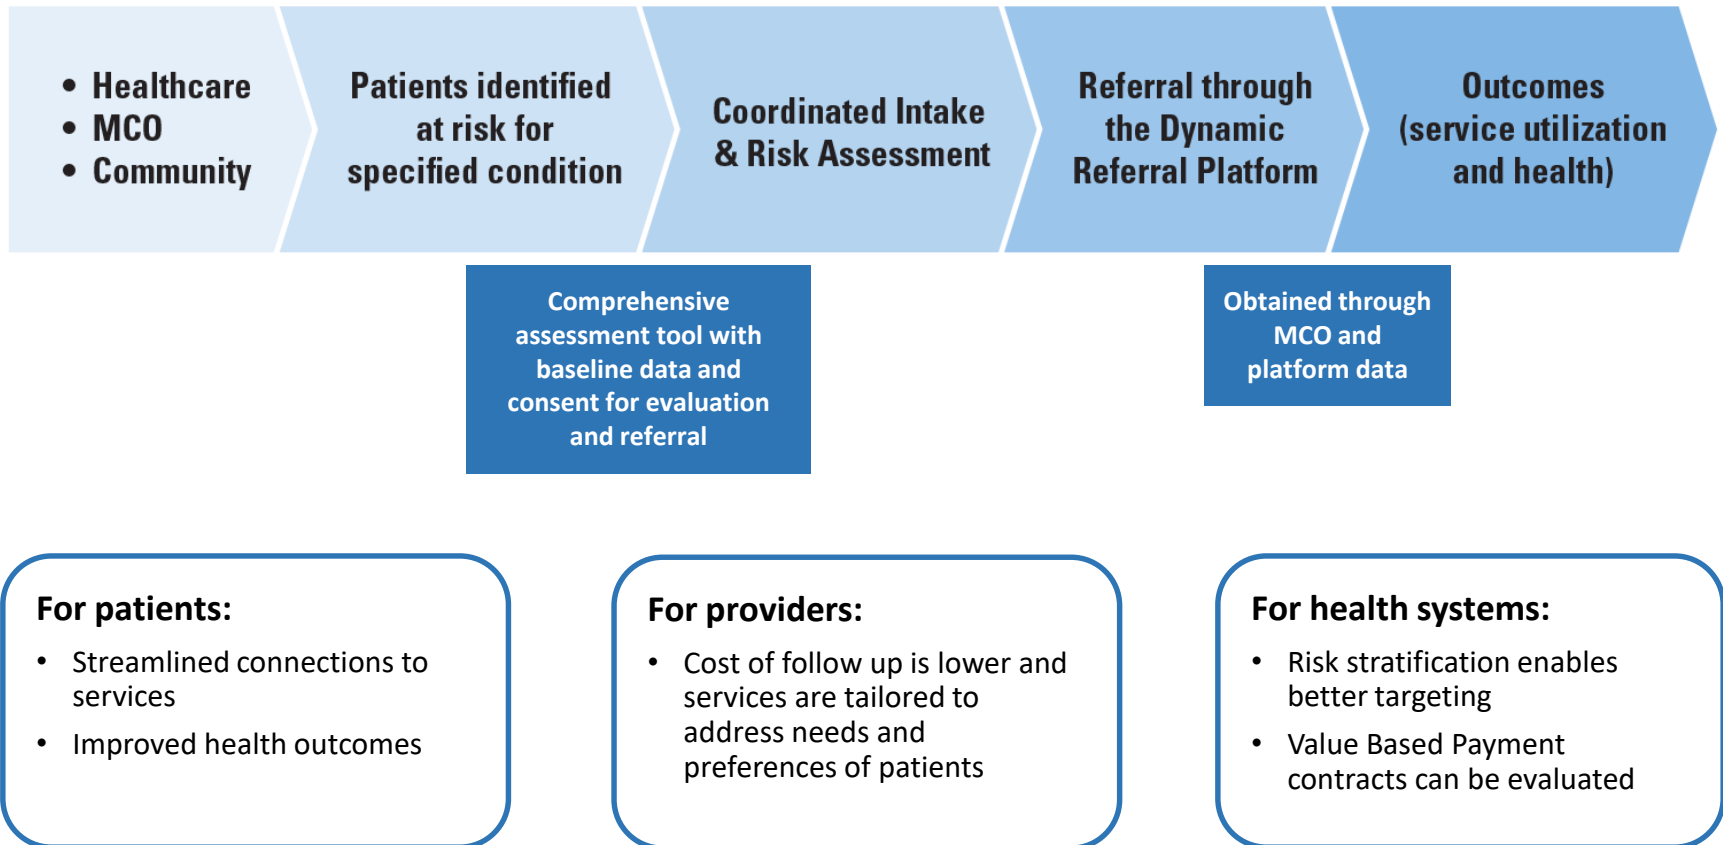 • Healthcare
• MCO
• Community
Patients identified
at risk for
specified condition
Coordinated Intake
& Risk Assessment
Referral through
the Dynamic
Referral Platform
Outcomes
(service utilization
and health)
Comprehensive
assessment tool with
baseline data and
consent for evaluation
and referral
Obtained through
MCO and
platform data
For patients:
• Streamlined connections to
services
• Improved health outcomes
For providers:
• Cost of follow up is lower and
services are tailored to
address needs and
preferences of patients
For health systems:
• Risk stratification enables
better targeting
• Value Based Payment
contracts can be evaluated